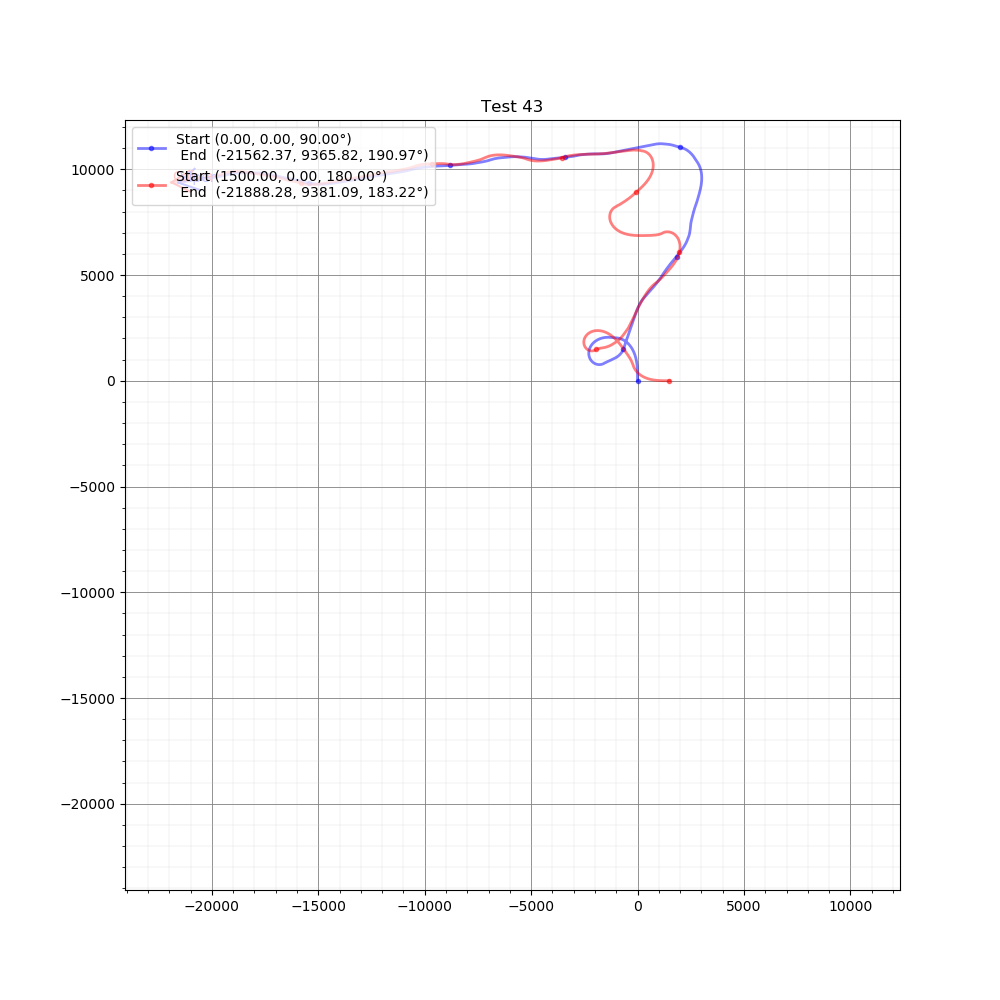 Test 43
Start (0.00, 0.00, 90.00°)
End  (-21562.37, 9365.82, 190.97°)
Start (1500.00, 0.00, 180.00°)
End  (-21888.28, 9381.09, 183.22°)
10000
5000
0
−5000
−10000
−15000
−20000
−20000 −15000 −10000 −5000 0 5000 10000